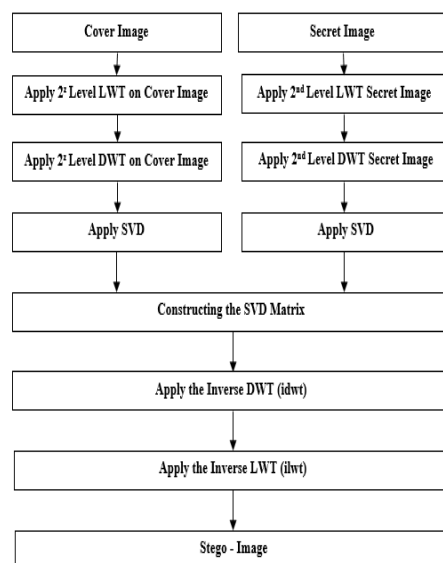 Cover Image
Secret Image
Apply 2ᶻ Level LWT on Cover Image
Apply 2ⁿᵈ Level LWT Secret Image
Apply 2ᶻ Level DWT on Cover Image
Apply 2ⁿᵈ Level DWT Secret Image
Apply SVD
Apply SVD
Constructing the SVD Matrix
Apply the Inverse DWT (idwt)
Apply the Inverse LWT (ilwt)
Stego - Image